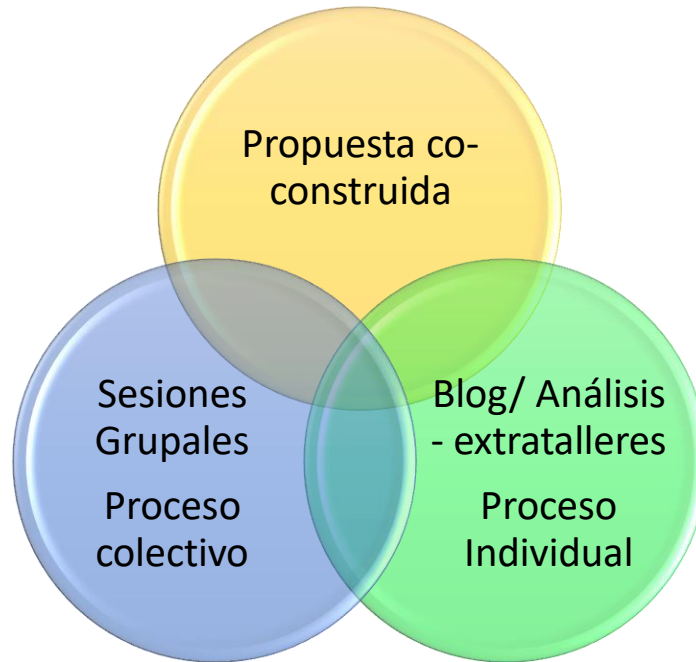 Propuesta co-
construida
Sesiones
Grupales
Proceso
colectivo
Blog/ Análisis
- extratalleres
Proceso
Individual